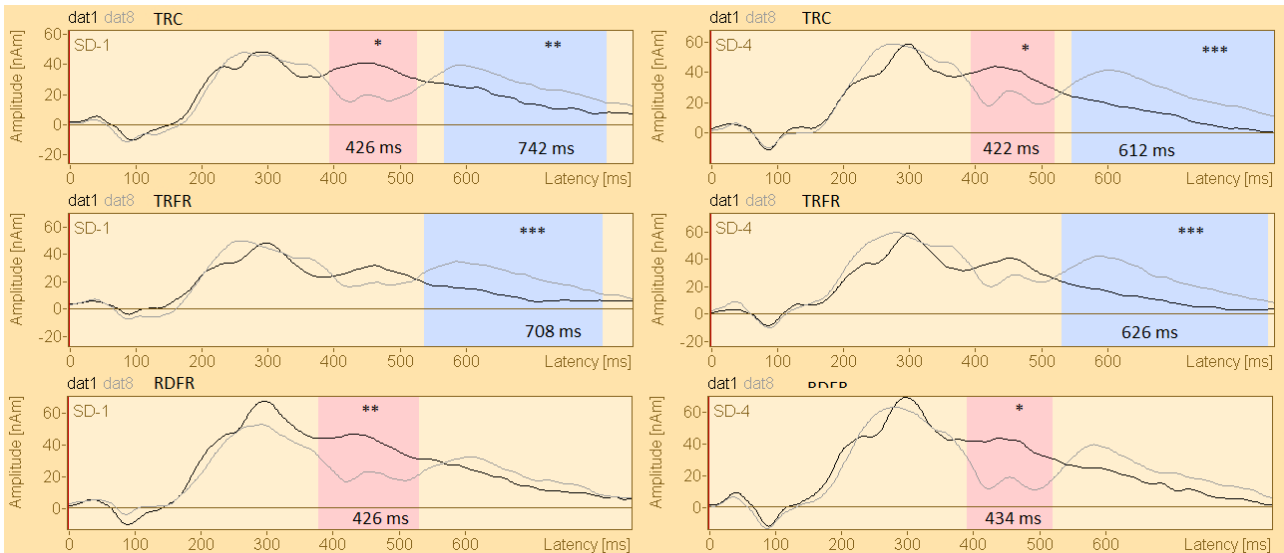 dat1 dat8 TRC
Amplitude [nAm]
60
40
20
0
-20
SD-1
*
**
426 ms
742 ms
0 100 200 300 400 500 600 Latency [ms]
dat1 dat8 TRC
Amplitude [nAm]
60
40
20
0
SD-4
*
***
422 ms
612 ms
0 100 200 300 400 500 600 Latency [ms]
dat1 dat8 TRFR
Amplitude [nAm]
60
40
20
0
-20
SD-1
***
708 ms
0 100 200 300 400 500 600 Latency [ms]
dat1 dat8 TRFR
Amplitude [nAm]
60
40
20
0
-20
SD-4
***
626 ms
0 100 200 300 400 500 600 Latency [ms]
dat1 dat8 RDFR
Amplitude [nAm]
60
40
20
0
SD-1
**
426 ms
0 100 200 300 400 500 600 Latency [ms]
dat1 dat8
Amplitude [nAm]
60
40
20
0
SD-4
*
434 ms
0 100 200 300 400 500 600 Latency [ms]